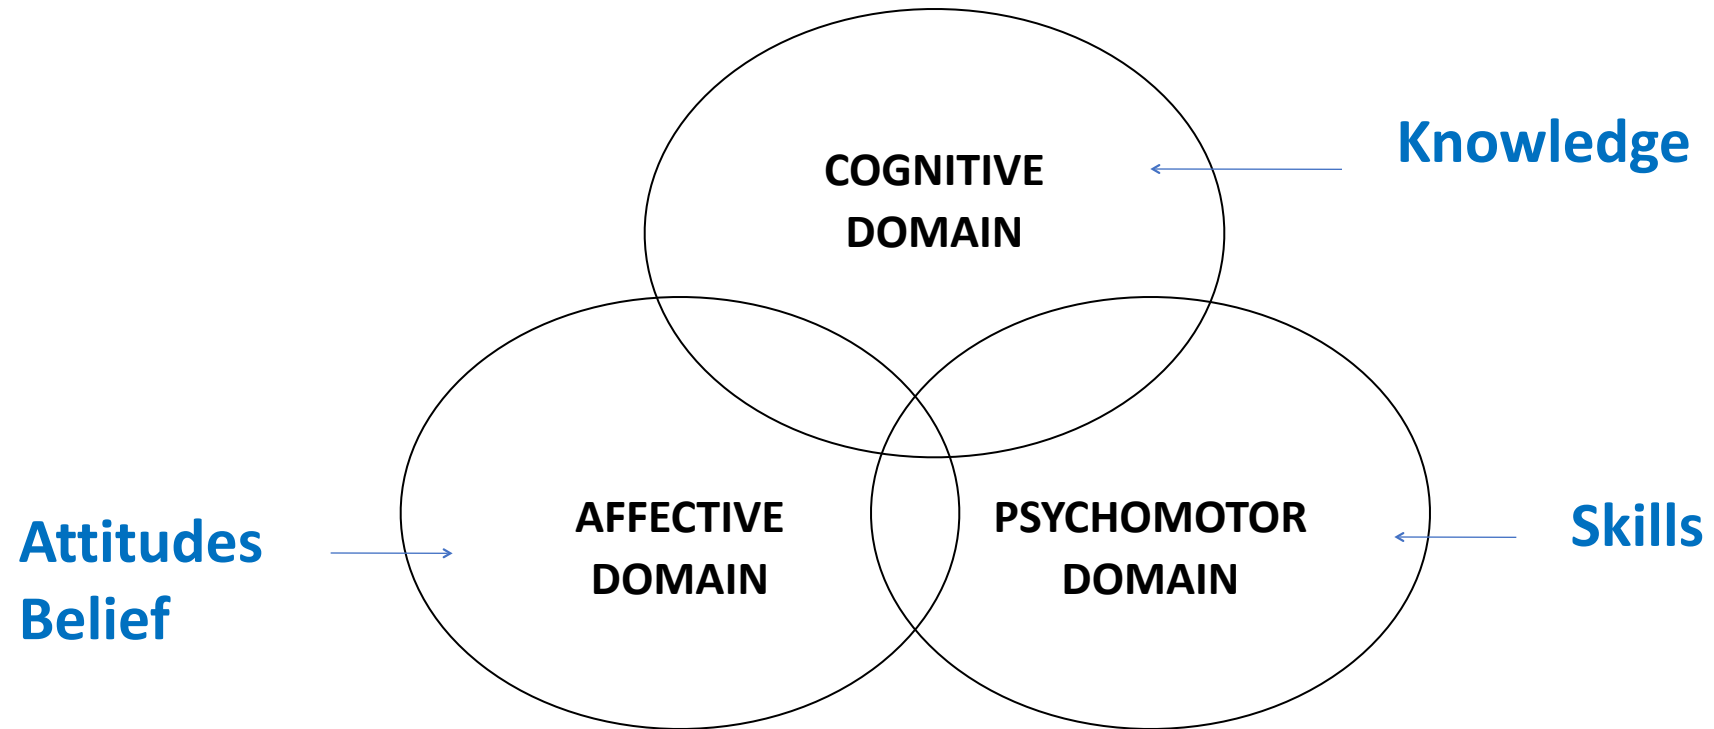 COGNITIVE
DOMAIN
Knowledge
AFFECTIVE
DOMAIN
PSYCHOMOTOR
DOMAIN
Attitudes
Belief
Skills